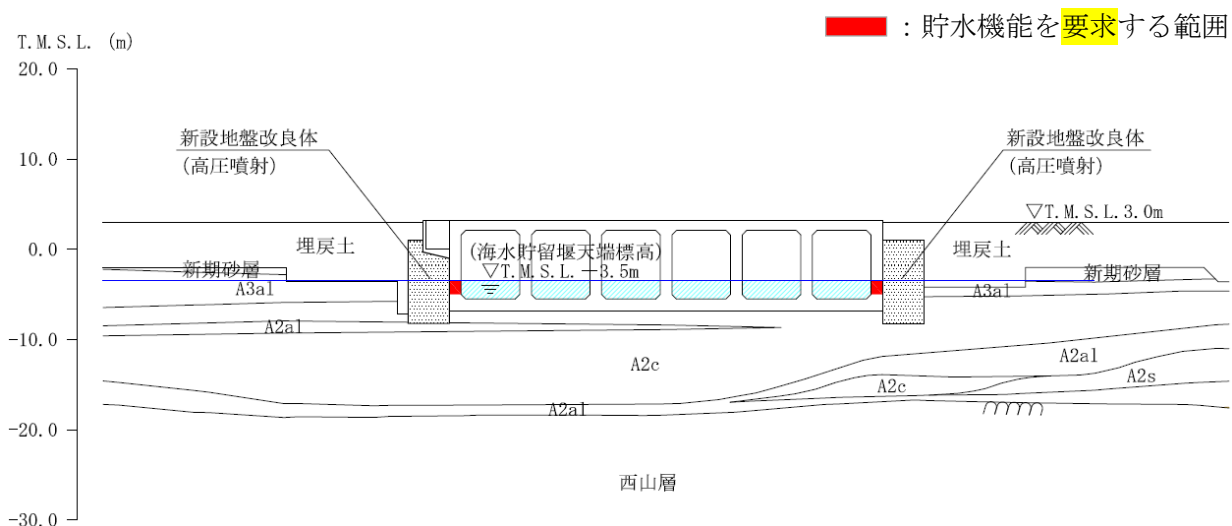 ：貯水機能を要求する範囲
T.M.S.L. (m)
20.0
新設地盤改良体
(高圧噴射)
新設地盤改良体
(高圧噴射)
10.0
▽T.M.S.L.3.0m
埋戻土
(海水貯留堰天端標高)
埋戻土
0.0
新期砂層
▽T.M.S.L.－3.5m
新期砂層
A3al
A3al
A2al
-10.0
A2c
A2al
A2c
A2s
A2al
-20.0
西山層
-30.0